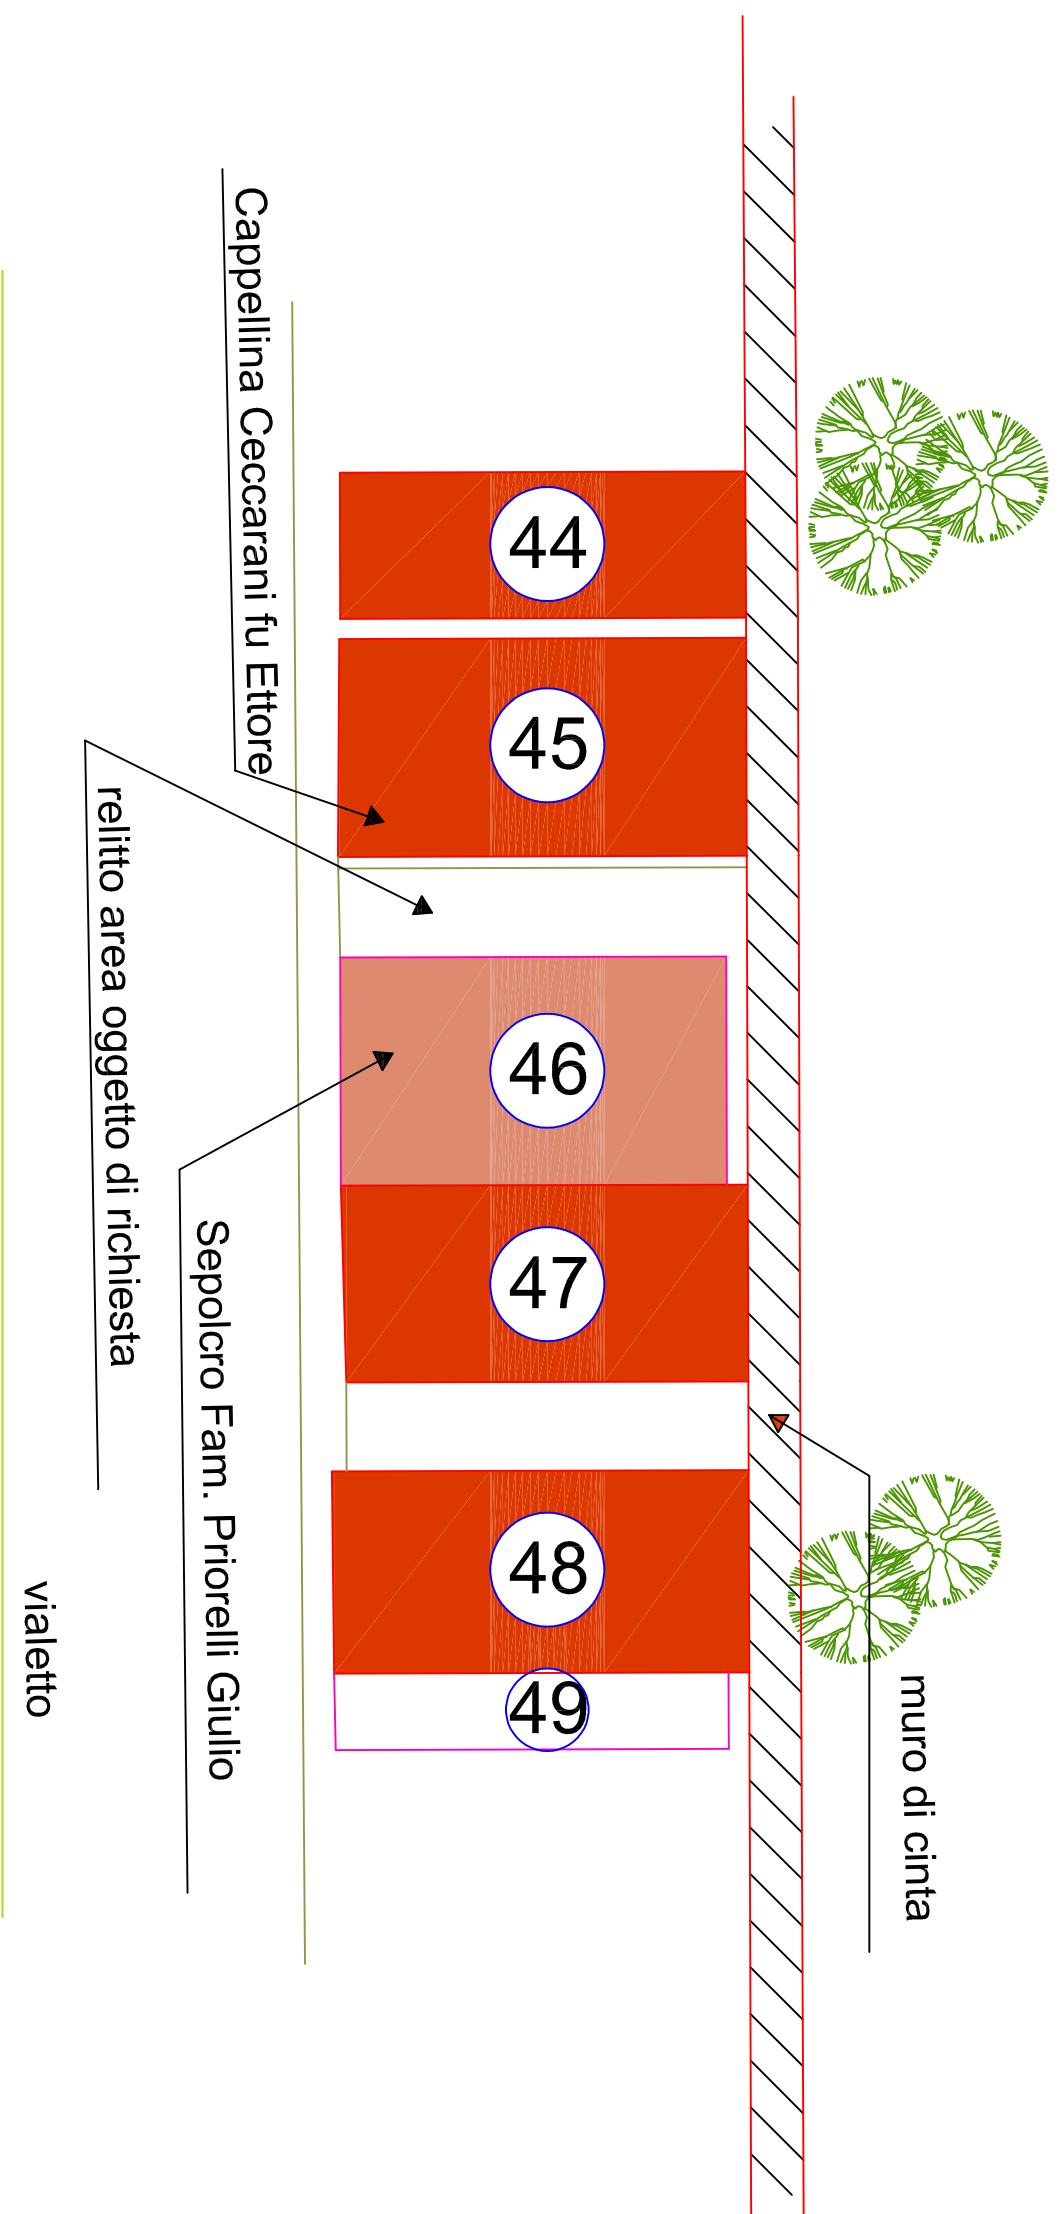 Cappellina Ceccarani fu Ettore
relitto area oggetto di richiesta
Sepolcro Fam. Priorelli Giulio
vialetto
muro di cinta
44
45
46
47
48
49